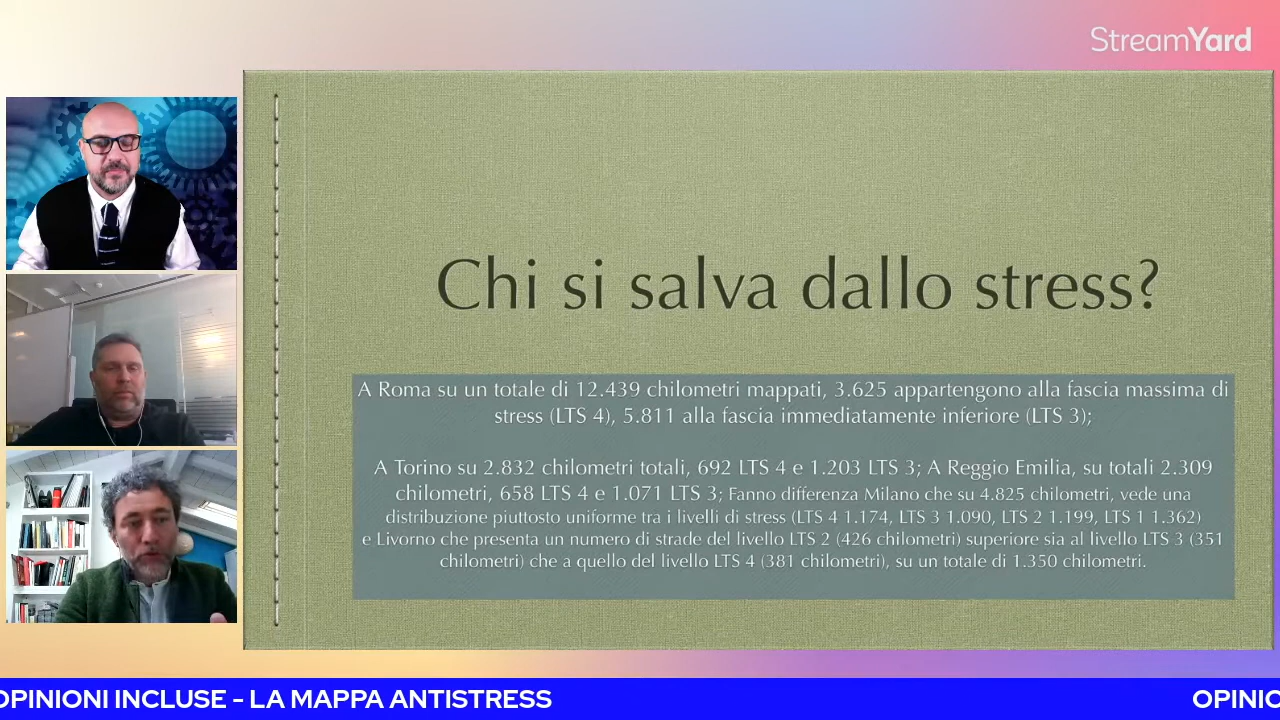 StreamYard
Chi si salva dallo stress?
A Roma su un totale di 12.439 chilometri mappati, 3.625 appartengono alla fascia massima di
stress (LTS 4), 5.811 alla fascia immediatamente inferiore (LTS 3);
A Torino su 2.832 chilometri totali, 692 LTS 4 e 1.203 LTS 3; A Reggio Emilia, su totali 2.309
chilometri, 658 LTS 4 e 1.071 LTS 3; Fanno differenza Milano che su 4.825 chilometri, vede una
distribuzione piuttosto uniforme tra i livelli di stress (LTS 4 1.174, LTS 3 1.090, LTS 2 1.199, LTS 1 1.362)
e Livorno che presenta un numero di strade del livello LTS 2 (426 chilometri) superiore sia al livello LTS 3 (351
chilometri) che a quello del livello LTS 4 (381 chilometri), su un totale di 1.350 chilometri.
OPINIONI INCLUSE - LA MAPPA ANTISTRESS OPINIO